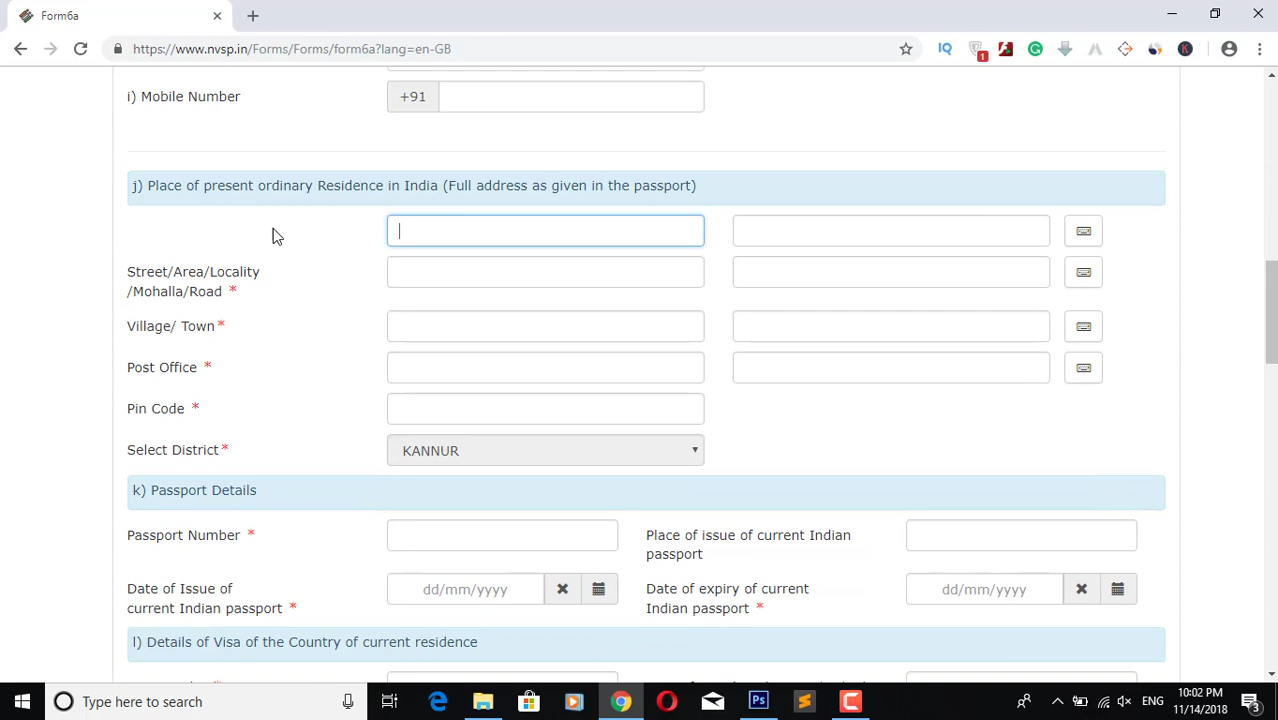 Form6a
https://www.nvsp.in/Forms/Forms/form6a?lang=en-GB
IQ
1
K
i) Mobile Number
+91
j) Place of present ordinary Residence in India (Full address as given in the passport)
Street/Area/Locality
/Mohalla/Road *
Village/ Town*
Post Office *
Pin Code *
Select District*
KANNUR
k) Passport Details
Passport Number *
Place of issue of current Indian
passport
Date of Issue of
current Indian passport *
dd/mm/yyyy
Date of expiry of current
Indian passport *
dd/mm/yyyy
l) Details of Visa of the Country of current residence
Type here to search
Ps
ENG
10:02 PM
11/14/2018
3